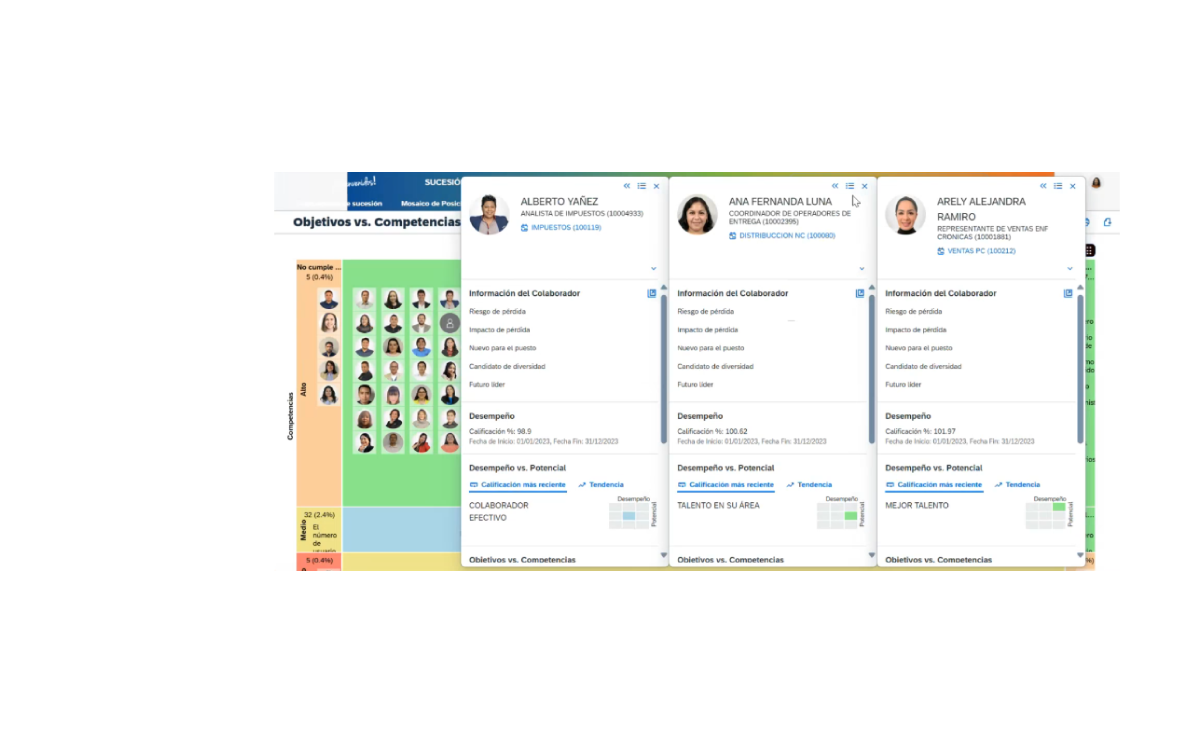 SUCESIÓ
sucesión
Mosaico de Posic
Objetivos vs. Competencias
No cumple ...
5 (0.4%)
Competencias
Alto
32 (2.4%)
Medio
El
número
de
5 (0.4%)
ALBERTO YAÑEZ
ANALISTA DE IMPUESTOS (10004933)
IMPUESTOS (100119)
Información del Colaborador
Riesgo de pérdida
Impacto de pérdida
Nuevo para el puesto
Candidato de diversidad
Futuro líder
Desempeño
Calificación %: 98.9
Fecha de Inicio: 01/01/2023, Fecha Fin: 31/12/2023
Desempeño vs. Potencial
Calificación más reciente
Tendencia
COLABORADOR
EFECTIVO
Desempeño
Potencial
Objetivos vs. Competencias
ANA FERNANDA LUNA
COORDINADOR DE OPERADORES DE
ENTREGA (10002395)
DISTRIBUCCION NC (100080)
Información del Colaborador
Riesgo de pérdida
Impacto de pérdida
Nuevo para el puesto
Candidato de diversidad
Futuro líder
Desempeño
Calificación %: 100.62
Fecha de Inicio: 01/01/2023, Fecha Fin: 31/12/2023
Desempeño vs. Potencial
Calificación más reciente
Tendencia
TALENTO EN SU ÁREA
Desempeño
Potencial
Objetivos vs. Competencias
ARELY ALEJANDRA
RAMIRO
REPRESENTANTE DE VENTAS ENF
CRONICAS (10001881)
VENTAS PC (100212)
Información del Colaborador
Riesgo de pérdida
Impacto de pérdida
Nuevo para el puesto
Candidato de diversidad
Futuro líder
Desempeño
Calificación %: 101.97
Fecha de Inicio: 01/01/2023, Fecha Fin: 31/12/2023
Desempeño vs. Potencial
Calificación más reciente
Tendencia
MEJOR TALENTO
Desempeño
Potencial
Objetivos vs. Competencias